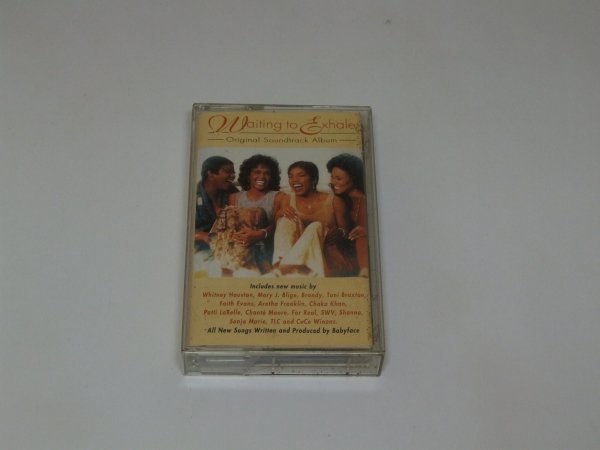 Waiting to Exhale
Original Soundtrack Album
Includes new music by
Whitney Houston, Mary J. Blige, Brandy, Toni Braxton,
Faith Evans, Aretha Franklin, Chaka Khan,
Patti LaBelle, Chanté Moore, For Real, SWV, Shanna,
Sonja Marie, TLC and CeCe Winans.
All New Songs Written and Produced by Babyface